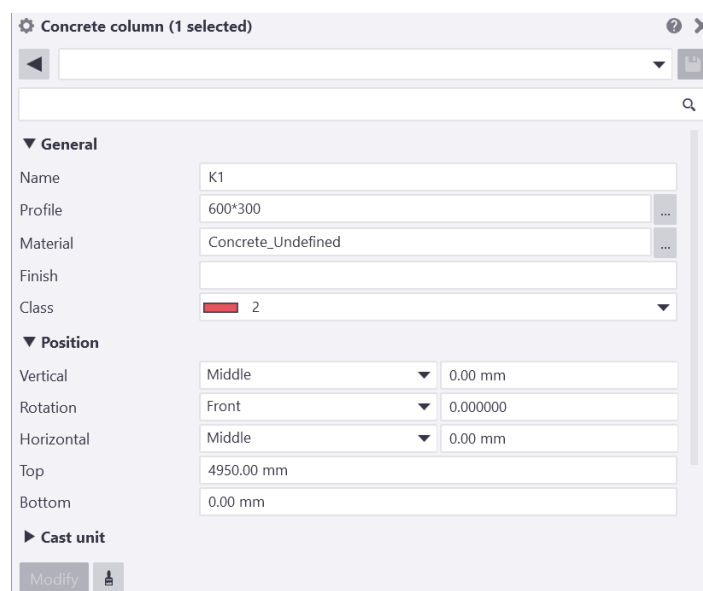 Concrete column (1 selected)
General
Name K1
Profile 600*300 ...
Material Concrete_Undefined ...
Finish
Class 2
Position
Vertical Middle 0.00 mm
Rotation Front 0.000000
Horizontal Middle 0.00 mm
Top 4950.00 mm
Bottom 0.00 mm
Cast unit
Modify